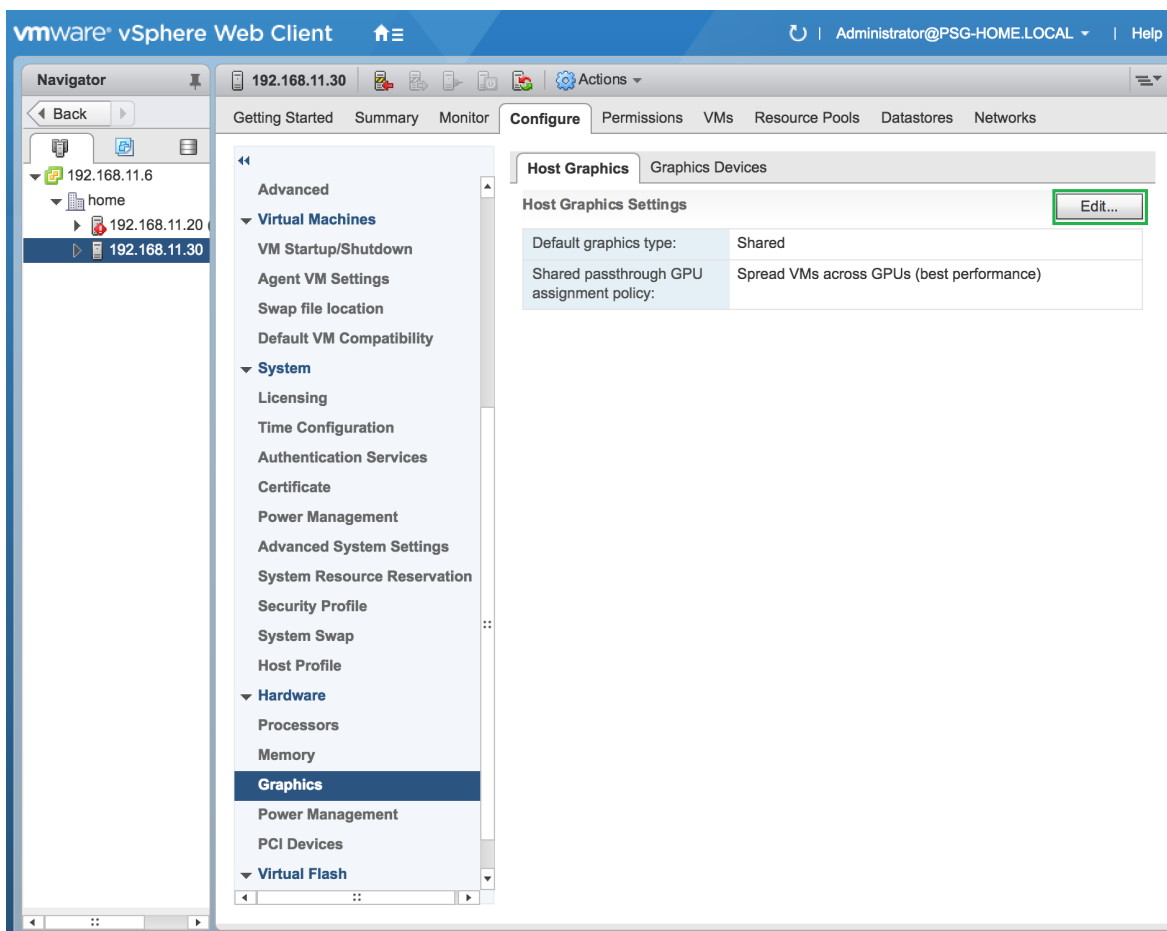 vmware® vSphere Web Client
Administrator@PSG-HOME.LOCAL | Help
Navigator
Back
192.168.11.6
home
192.168.11.20 (
192.168.11.30
192.168.11.30
Actions
Getting Started Summary Monitor Configure Permissions VMs Resource Pools Datastores Networks
Advanced
Virtual Machines
VM Startup/Shutdown
Agent VM Settings
Swap file location
Default VM Compatibility
System
Licensing
Time Configuration
Authentication Services
Certificate
Power Management
Advanced System Settings
System Resource Reservation
Security Profile
System Swap
Host Profile
Hardware
Processors
Memory
Graphics
Power Management
PCI Devices
Virtual Flash
Host Graphics Graphics Devices
Host Graphics Settings
Edit...
Default graphics type: Shared
Shared passthrough GPU Spread VMs across GPUs (best performance)
assignment policy: